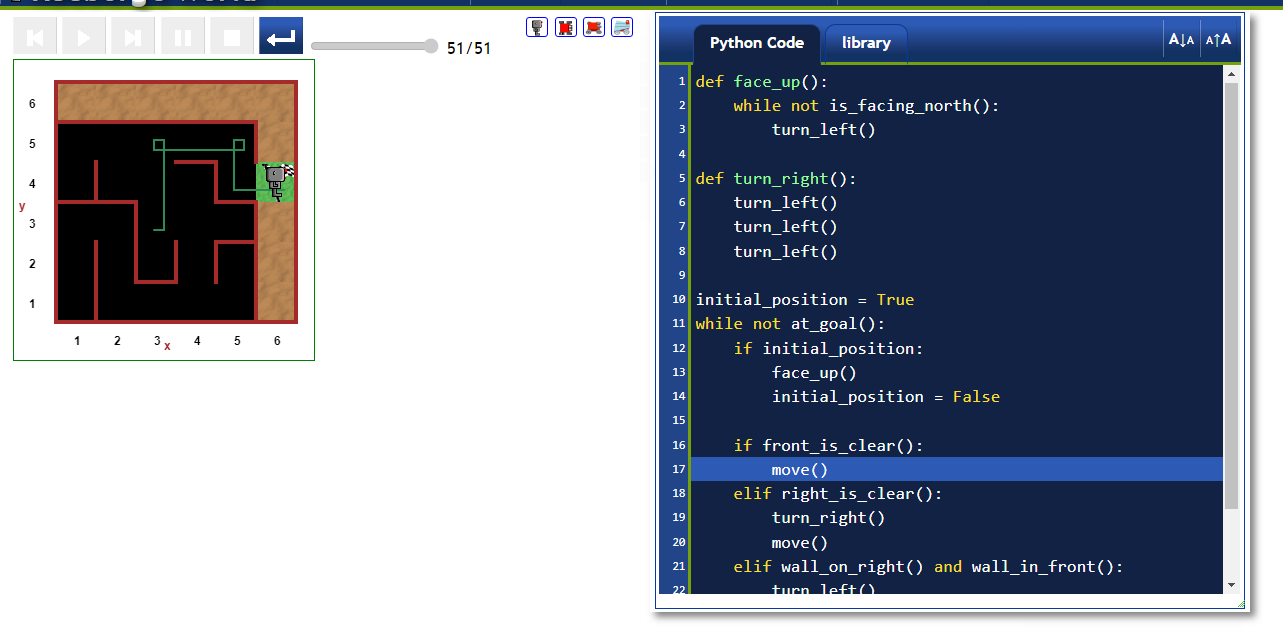 51/51
6
5
4
y
3
2
1
1 2 3 x 4 5 6
Python Code library A↓A A↑A
1 def face_up():
2 while not is_facing_north():
3 turn_left()
4
5 def turn_right():
6 turn_left()
7 turn_left()
8 turn_left()
9
10 initial_position = True
11 while not at_goal():
12 if initial_position:
13 face_up()
14 initial_position = False
15
16 if front_is_clear():
17 move()
18 elif right_is_clear():
19 turn_right()
20 move()
21 elif wall_on_right() and wall_in_front():
22 turn_left()